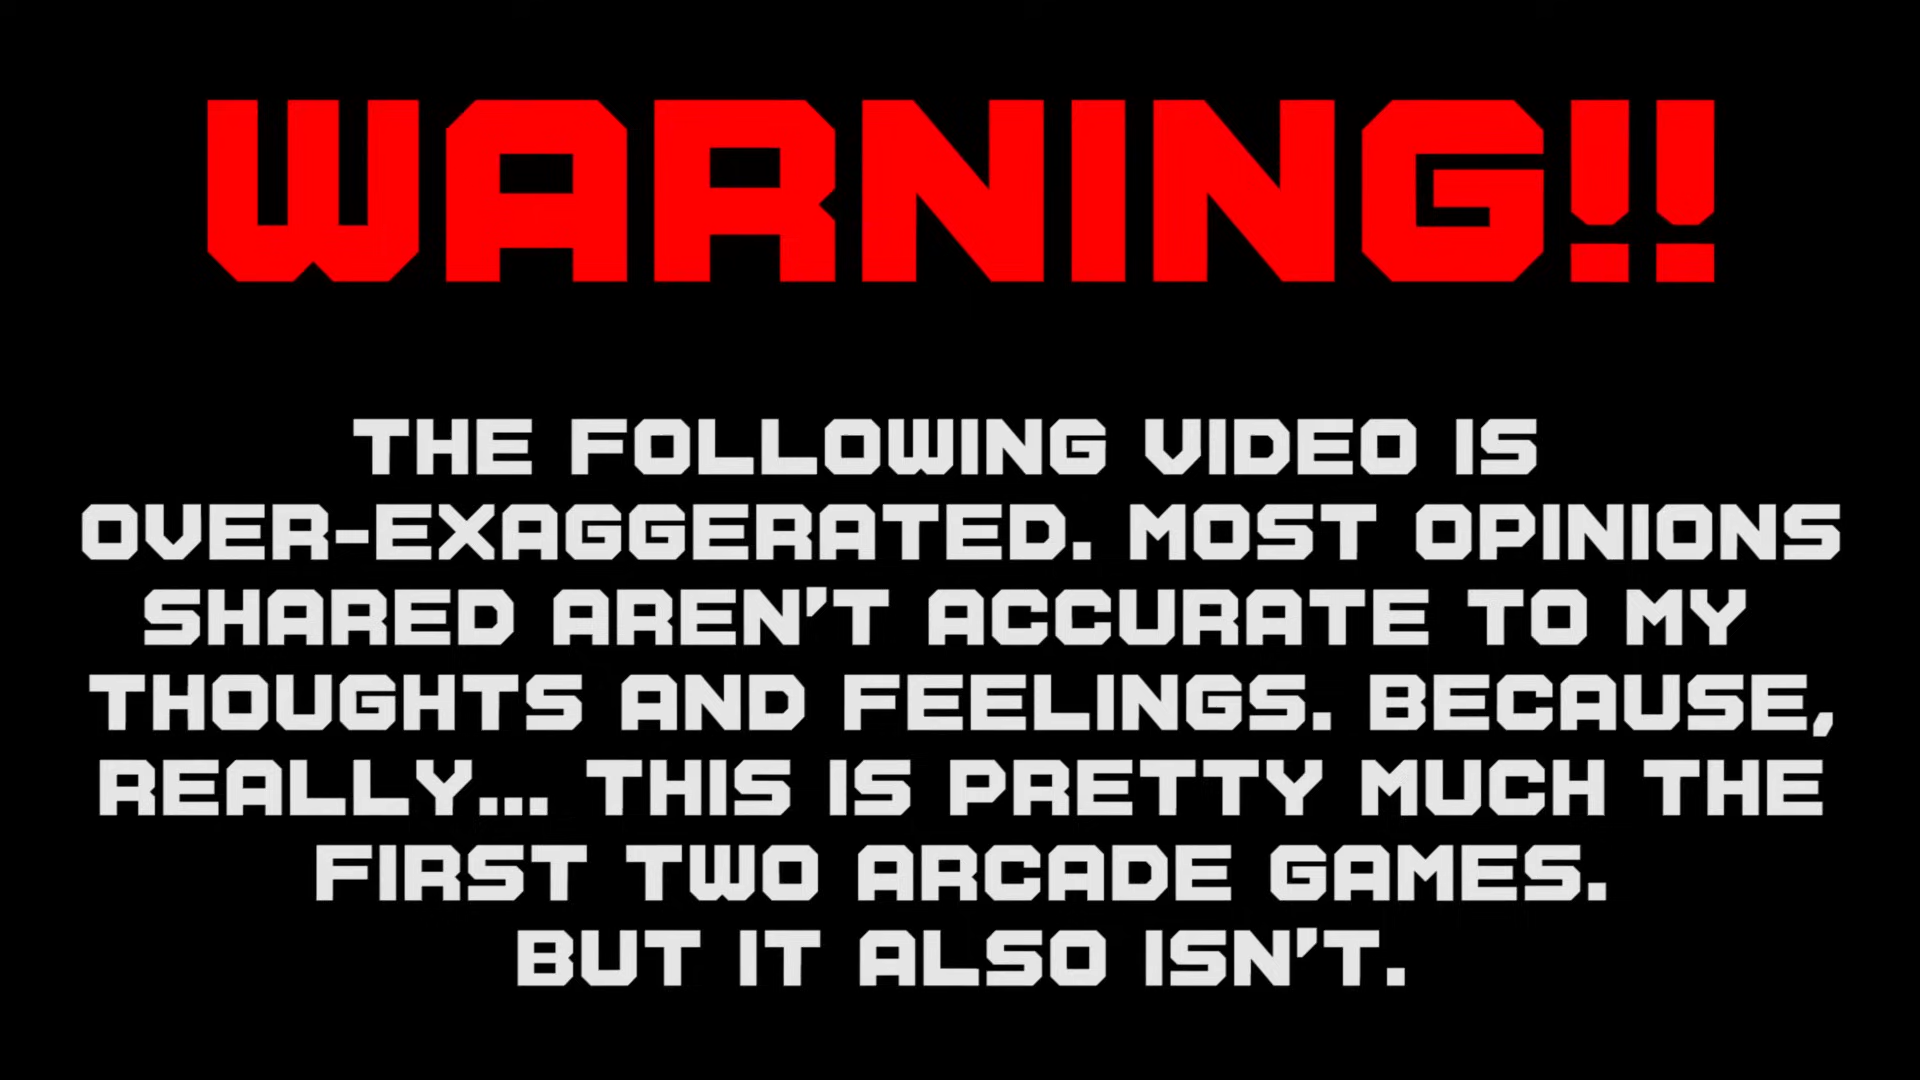 WARNING!!
THE FOLLOWING VIDEO IS
OVER-EXAGGERATED. MOST OPINIONS
SHARED AREN'T ACCURATE TO MY
THOUGHTS AND FEELINGS. BECAUSE,
REALLY... THIS IS PRETTY MUCH THE
FIRST TWO ARCADE GAMES.
BUT IT ALSO ISN'T.